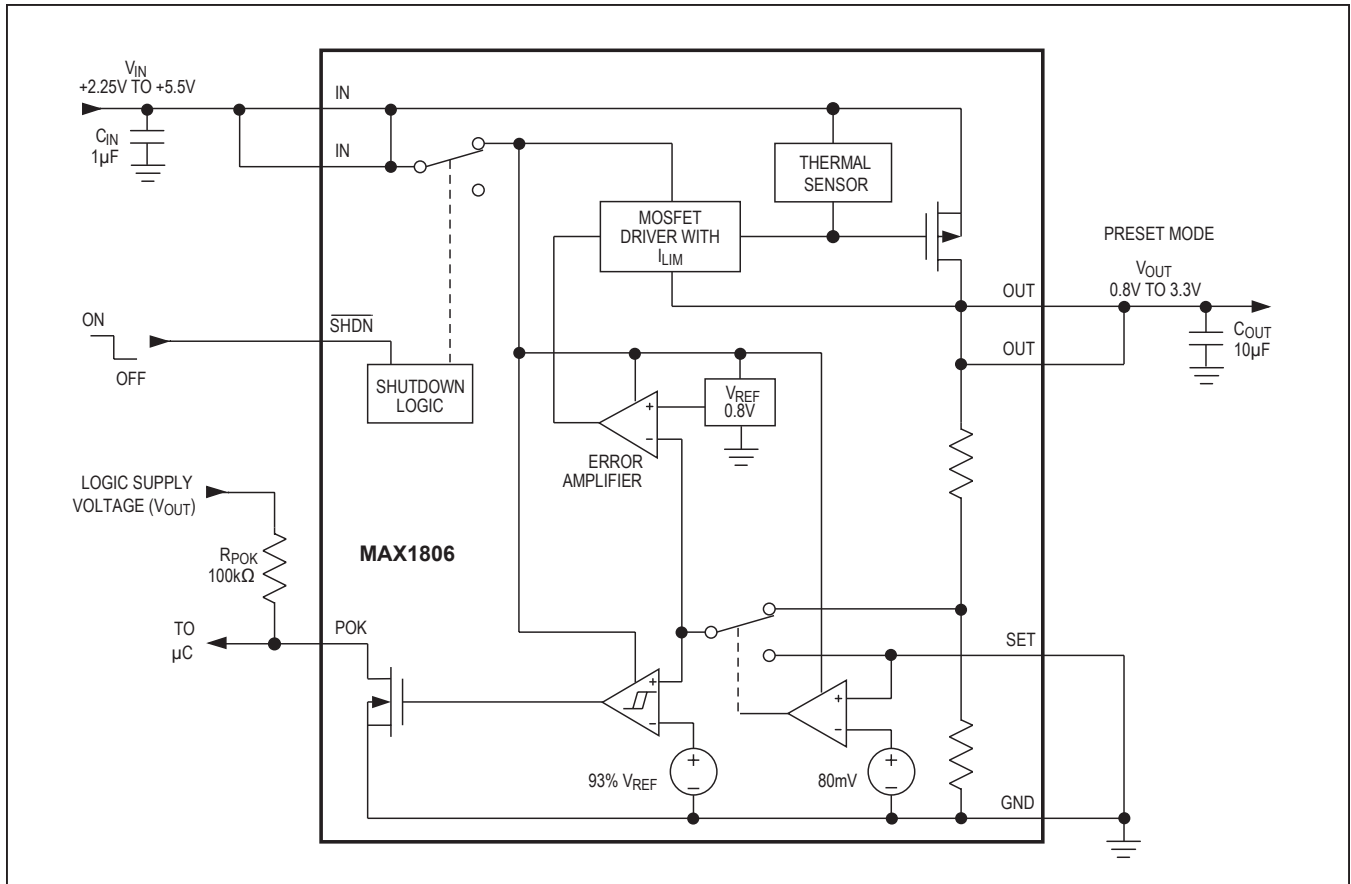 VIN
+2.25V TO +5.5V
CIN
1µF
IN
IN
THERMAL
SENSOR
MOSFET
DRIVER WITH
ILIM
PRESET MODE
VOUT
0.8V TO 3.3V
OUT
OUT
COUT
10µF
ON
OFF
SHDN
SHUTDOWN
LOGIC
VREF
0.8V
+
−
ERROR
AMPLIFIER
LOGIC SUPPLY
VOLTAGE (VOUT)
RPOK
100kΩ
MAX1806
TO
µC
POK
SET
+
−
+
−
93% VREF
+
−
80mV
+
−
GND